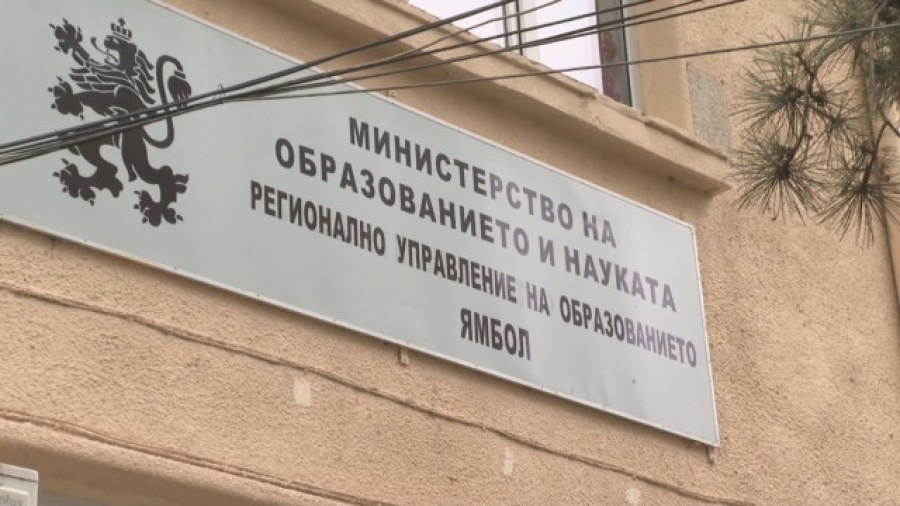 МИНИСТЕРСТВО НА
ОБРАЗОВАНИЕТО И НАУКАТА
РЕГИОНАЛНО УПРАВЛЕНИЕ НА ОБРАЗОВАНИЕТО
ЯМБОЛ